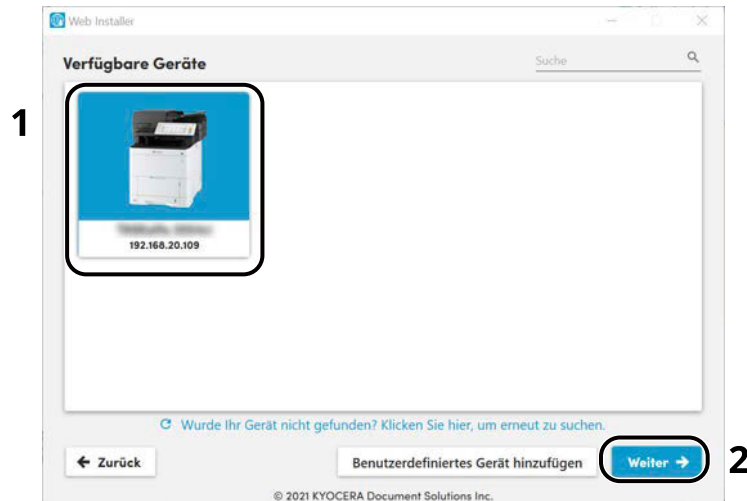 Web Installer
Verfügbare Geräte
Suche
1
192.168.20.109
Wurde Ihr Gerät nicht gefunden? Klicken Sie hier, um erneut zu suchen.
← Zurück
Benutzerdefiniertes Gerät hinzufügen
Weiter →
2
© 2021 KYOCERA Document Solutions Inc.